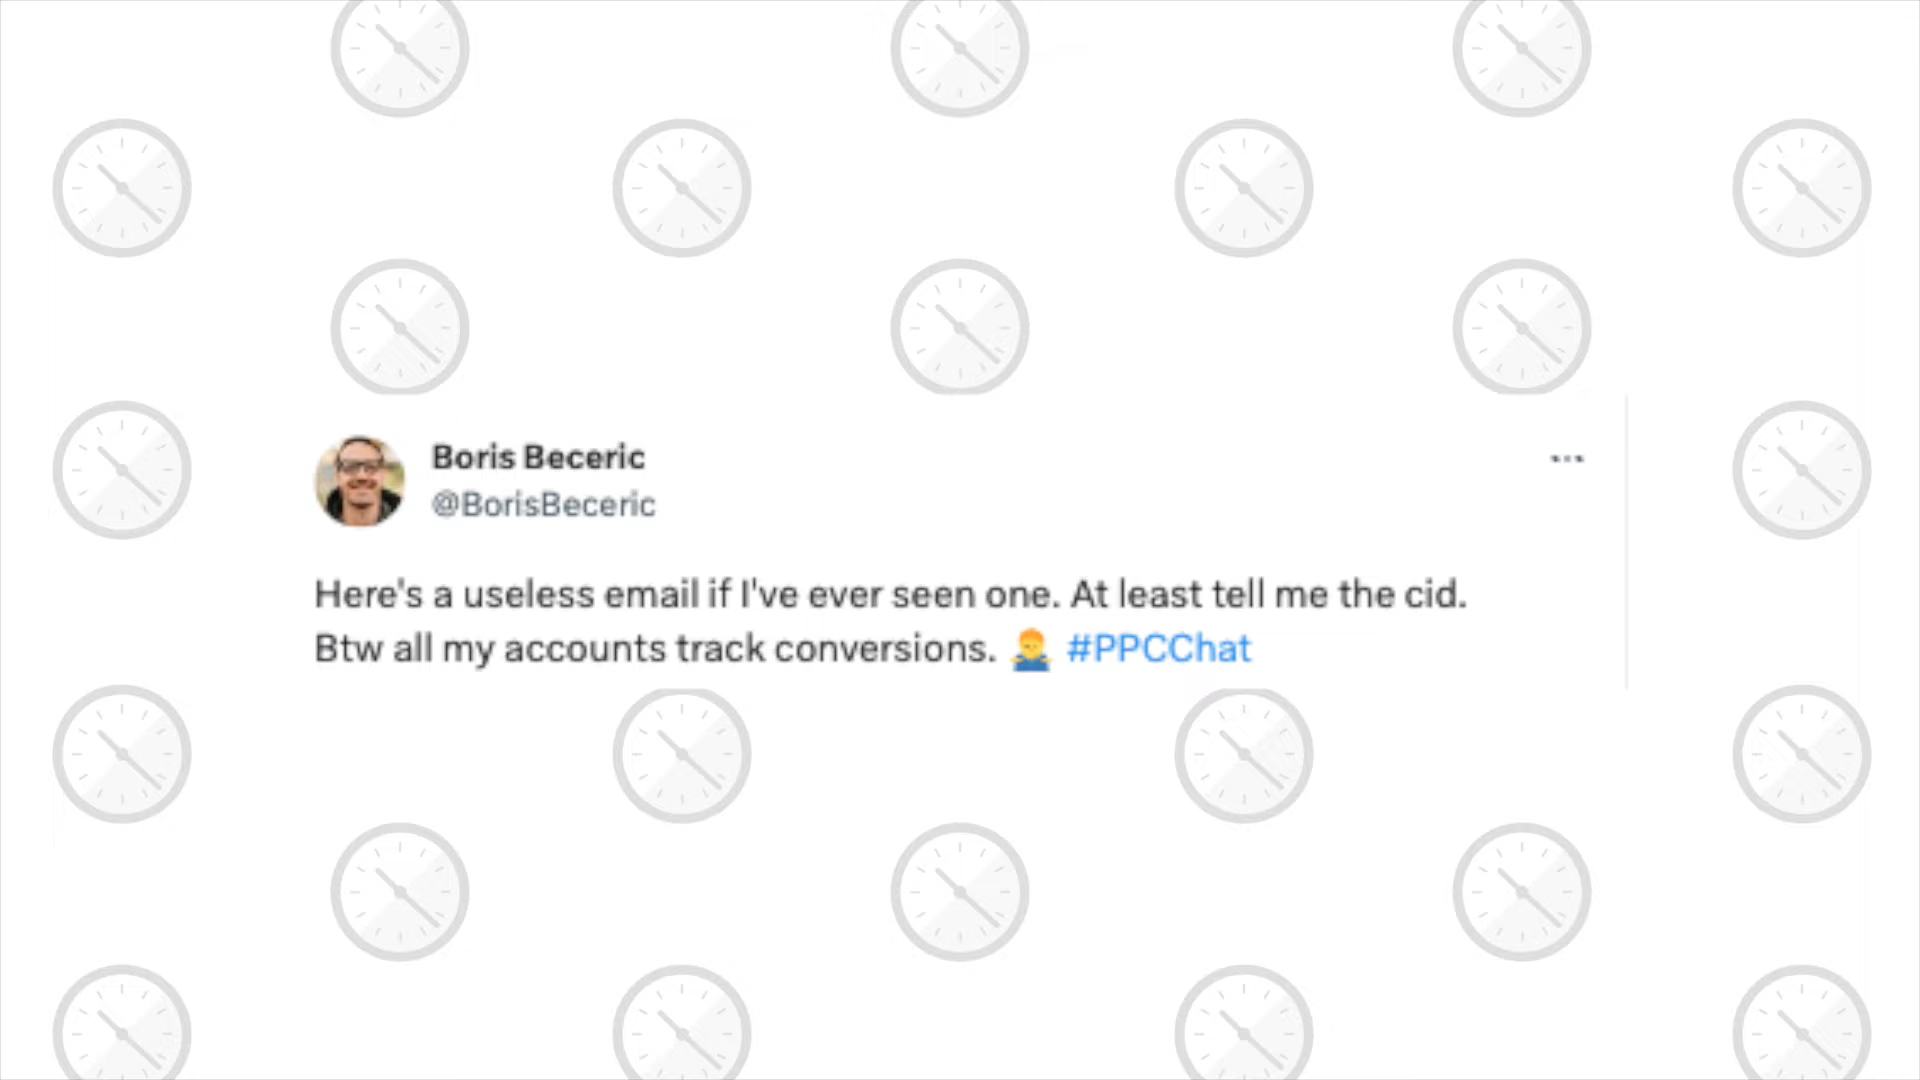 Boris Beceric
@BorisBeceric
Here's a useless email if I've ever seen one. At least tell me the cid.
Btw all my accounts track conversions. 🙅‍♂️ #PPCChat